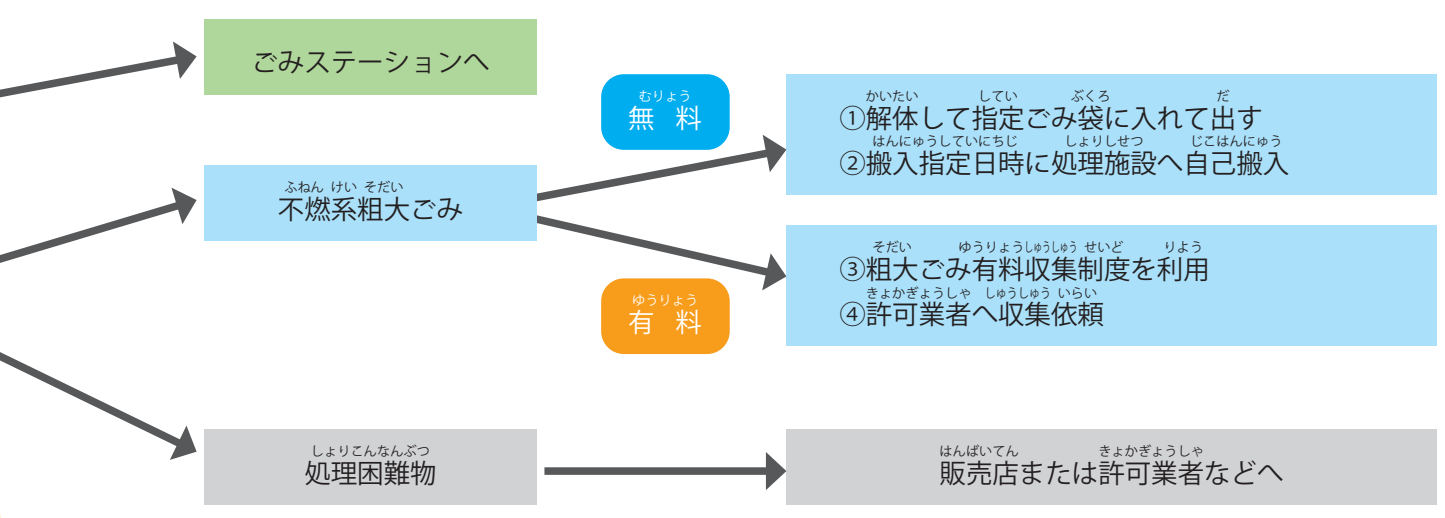 ごみステーションへ
むりょう
無料
かいたい してい ぶくろ だ
①解体して指定ごみ袋に入れて出す
はんにゅうしていにちじ しょりしせつ じこはんにゅう
②搬入指定日時に処理施設へ自己搬入
ふねん けい そだい
不燃系粗大ごみ
そだい ゆうりょうしゅうしゅう せいど りよう
③粗大ごみ有料収集制度を利用
きょかぎょうしゃ しゅうしゅう いらい
④許可業者へ収集依頼
ゆうりょう
有料
しょりこんなんぶつ
処理困難物
はんばいてん きょかぎょうしゃ
販売店または許可業者などへ